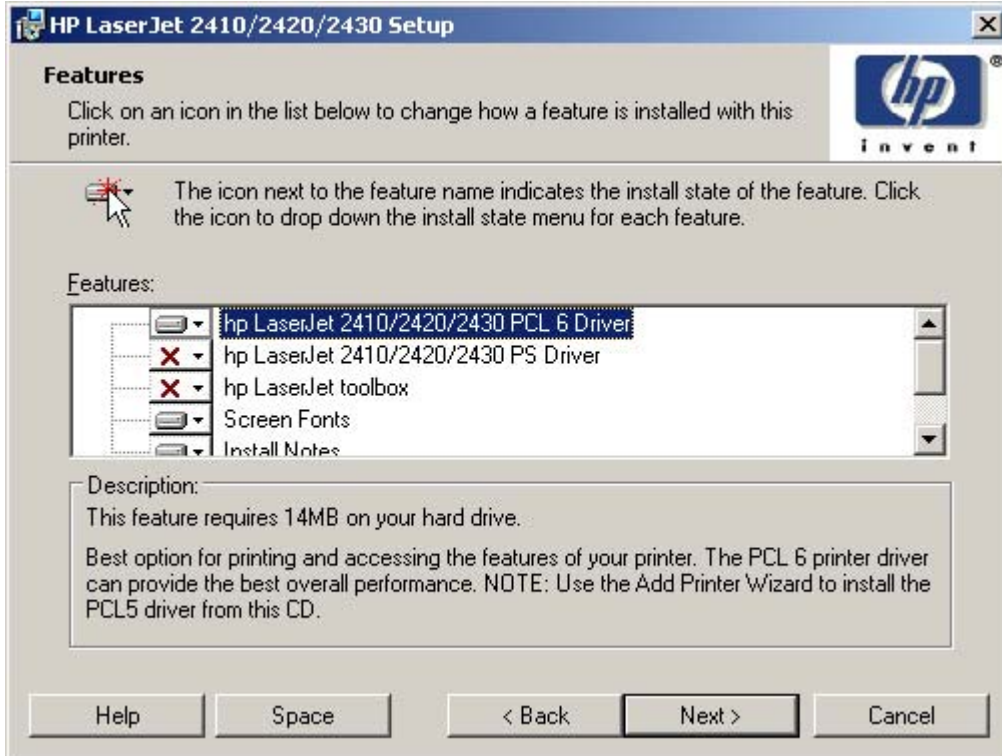 HP LaserJet 2410/2420/2430 Setup
Features
Click on an icon in the list below to change how a feature is installed with this
printer.
hp
®
invent
The icon next to the feature name indicates the install state of the feature. Click
the icon to drop down the install state menu for each feature.
Features:
hp LaserJet 2410/2420/2430 PCL 6 Driver
hp LaserJet 2410/2420/2430 PS Driver
hp LaserJet toolbox
Screen Fonts
Install Notes
Description:
This feature requires 14MB on your hard drive.
Best option for printing and accessing the features of your printer. The PCL 6 printer driver
can provide the best overall performance. NOTE: Use the Add Printer Wizard to install the
PCL5 driver from this CD.
Help
Space
< Back
Next >
Cancel